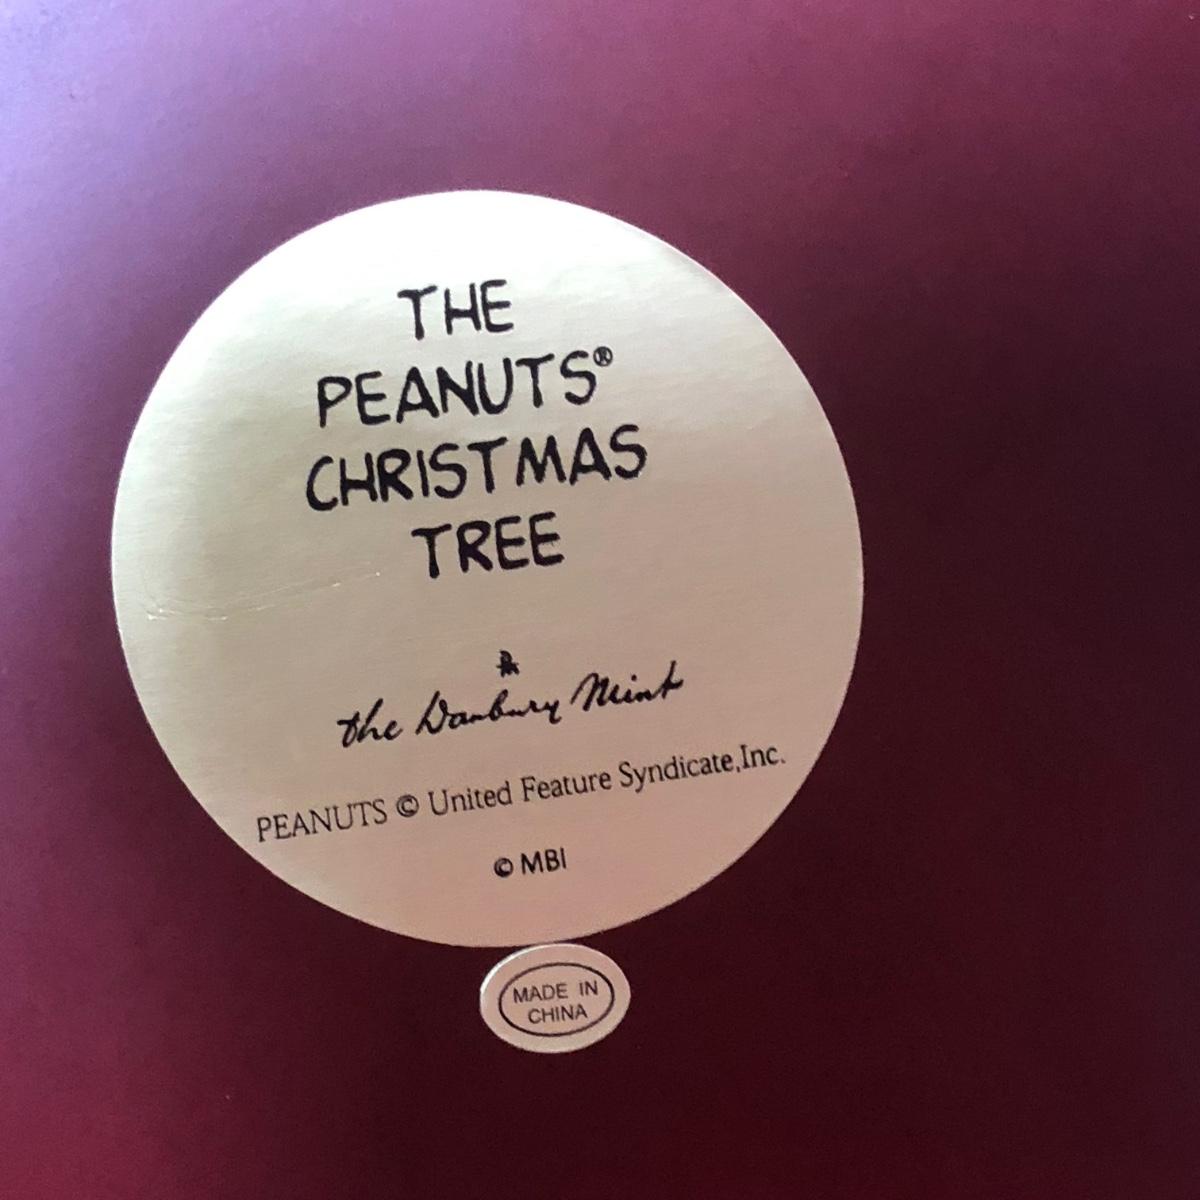 THE
PEANUTS®
CHRISTMAS
TREE
the Danbury Mint
PEANUTS © United Feature Syndicate,Inc.
© MBI
MADE IN
CHINA